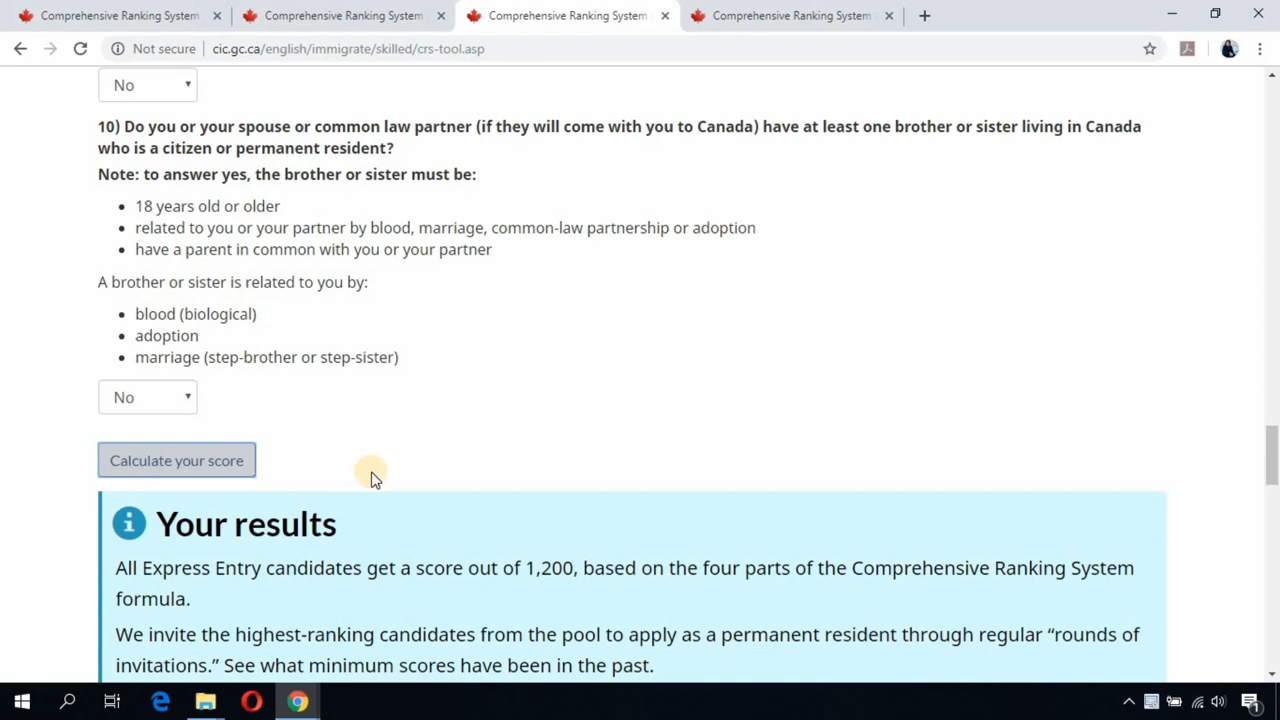 Comprehensive Ranking System
Comprehensive Ranking System
Comprehensive Ranking System
Comprehensive Ranking System
Not secure
cic.gc.ca/english/immigrate/skilled/crs-tool.asp
No
10) Do you or your spouse or common law partner (if they will come with you to Canada) have at least one brother or sister living in Canada
who is a citizen or permanent resident?
Note: to answer yes, the brother or sister must be:
18 years old or older
related to you or your partner by blood, marriage, common-law partnership or adoption
have a parent in common with you or your partner
A brother or sister is related to you by:
blood (biological)
adoption
marriage (step-brother or step-sister)
No
Calculate your score
Your results
All Express Entry candidates get a score out of 1,200, based on the four parts of the Comprehensive Ranking System
formula.
We invite the highest-ranking candidates from the pool to apply as a permanent resident through regular “rounds of
invitations.” See what minimum scores have been in the past.
1